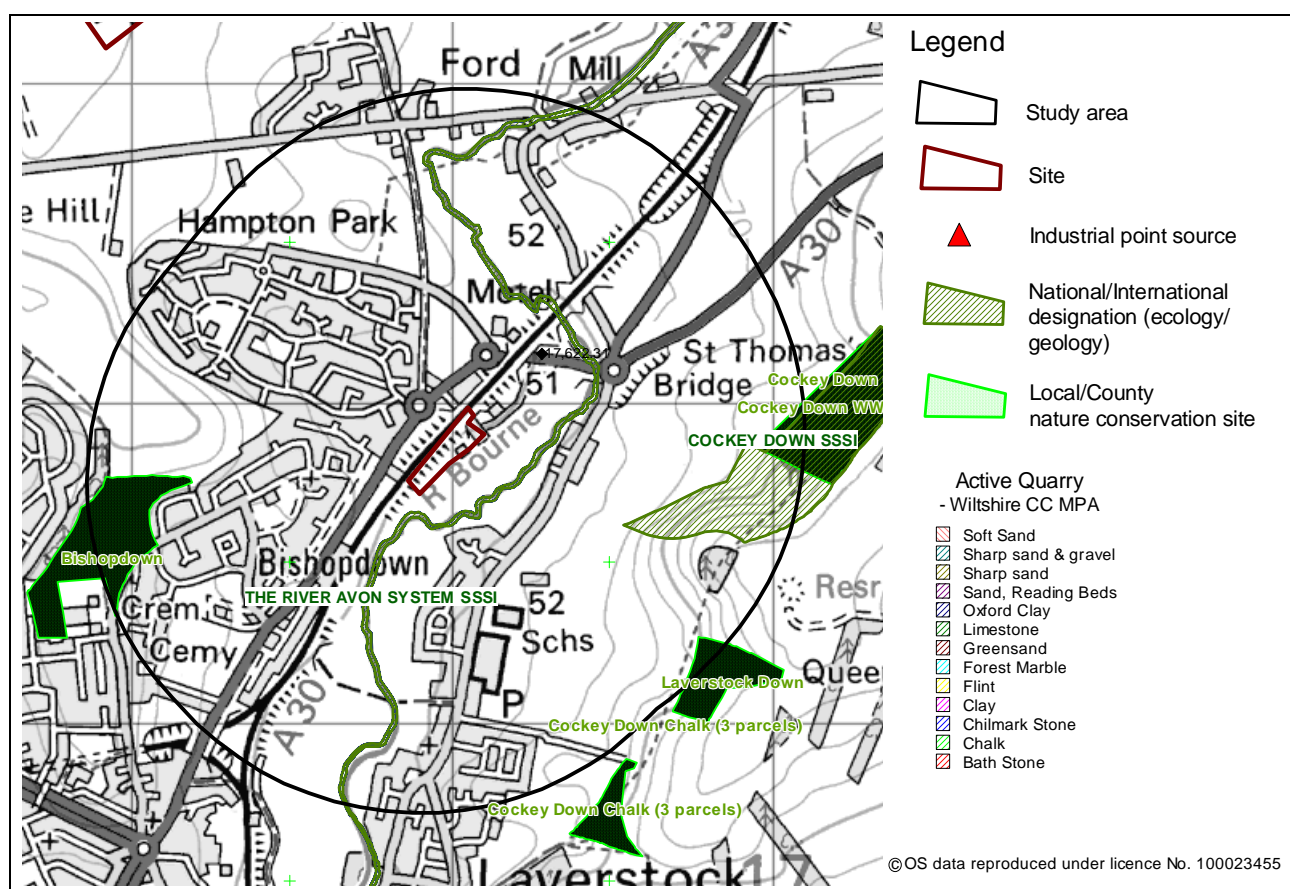 Ford
Mill
A 3
e Hill
Hampton Park
52
A 30
Motel
17,622.31
51
St Thomas'
Bridge
Cockey Down
Cockey Down WW
COCKEY DOWN SSSI
R Bourne
Bishopdown
Bishopdown
THE RIVER AVON SYSTEM SSSI
52
Schs
Resr
Crem
Cemy
A 30
P
Laverstock Down
Quee
Cockey Down Chalk (3 parcels)
Cockey Down Chalk (3 parcels)
Laverstock
17
Legend
Study area
Site
Industrial point source
National/International
designation (ecology/
geology)
Local/County
nature conservation site
Active Quarry
- Wiltshire CC MPA
Soft Sand
Sharp sand & gravel
Sharp sand
Sand, Reading Beds
Oxford Clay
Limestone
Greensand
Forest Marble
Flint
Clay
Chilmark Stone
Chalk
Bath Stone
©OS data reproduced under licence No. 100023455